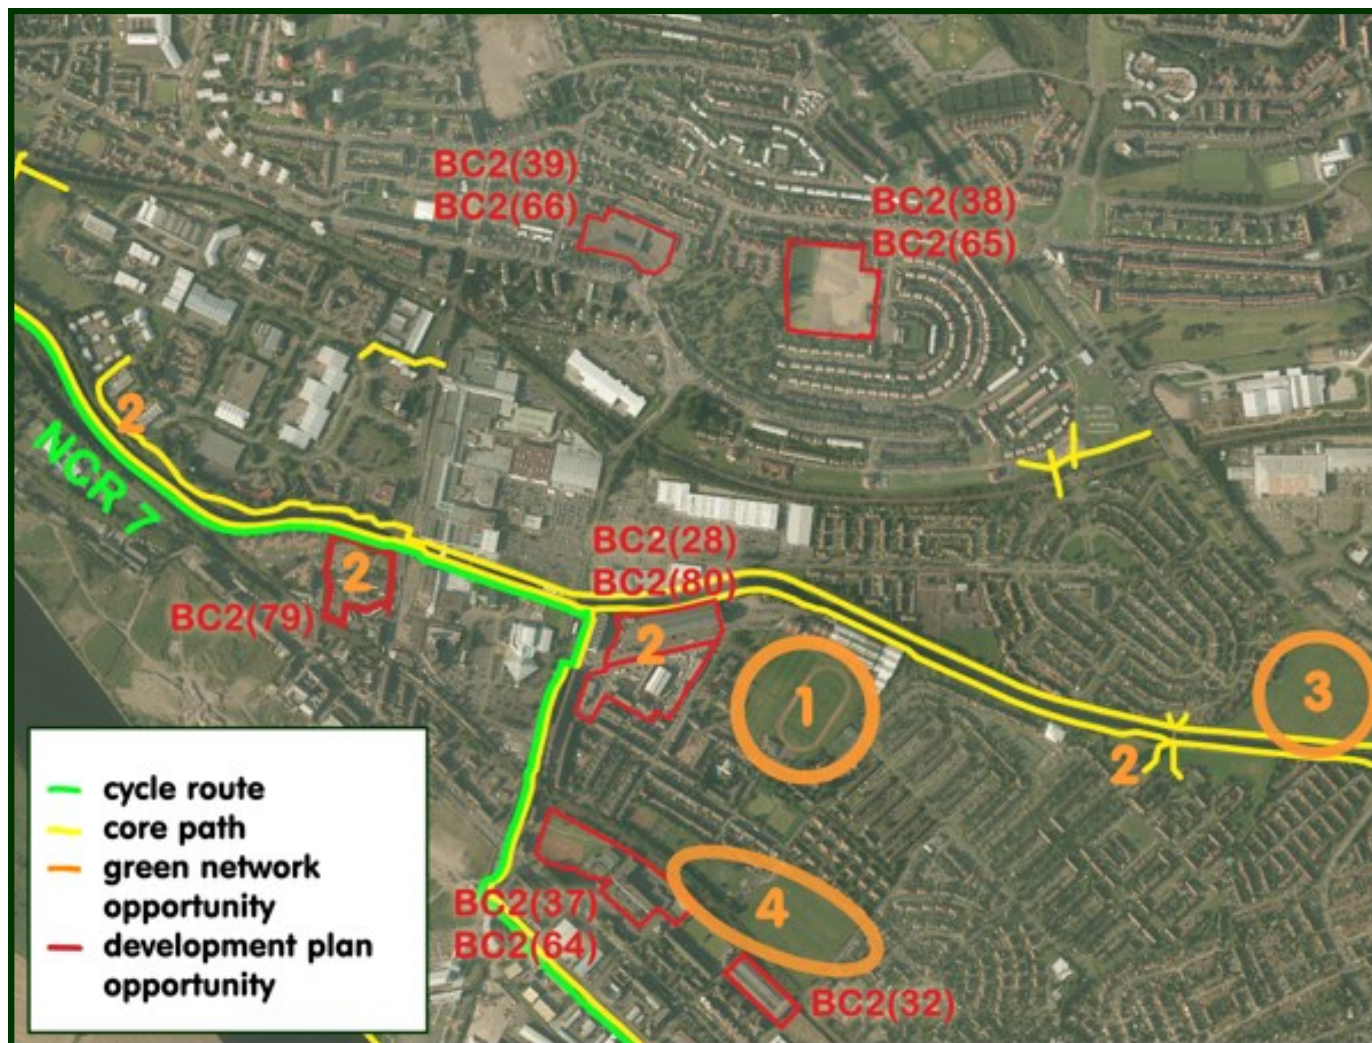 BC2(39)
BC2(66)
BC2(38)
BC2(65)
2
NCR 7
BC2(28)
BC2(80)
2
BC2(79)
2
1
3
2
4
BC2(37)
BC2(64)
BC2(32)
cycle route
core path
green network
opportunity
development plan
opportunity